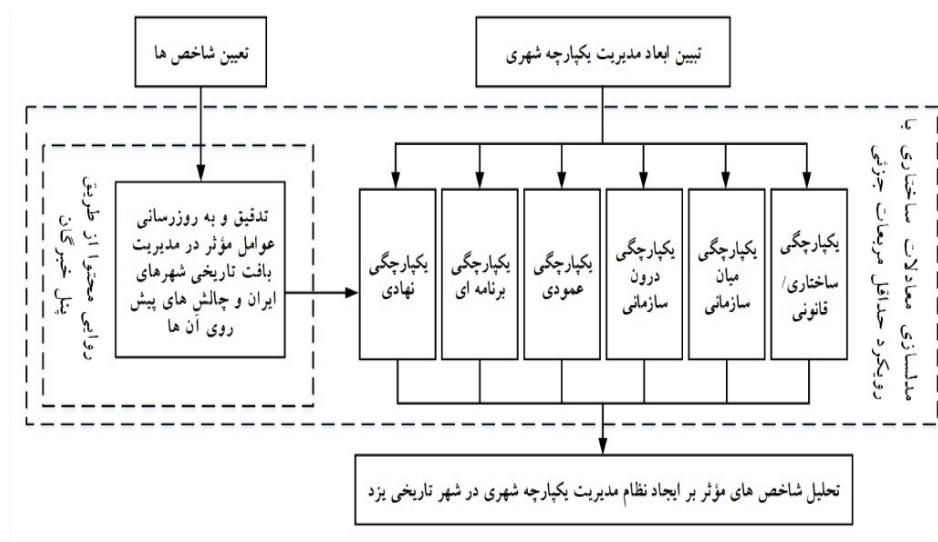 تبیین ابعاد مدیریت یکپارچه شهری
تعیین شاخص ها
مدلسازی معادلات ساختاری با
رویکرد حداقل مربعات جزئی
یکپارچگی
ساختاری/
قانونی
یکپارچگی
میان
سازمانی
یکپارچگی
درون
سازمانی
یکپارچگی
عمودی
یکپارچگی
برنامه ای
یکپارچگی
نهادی
تدقیق و به روزرسانی
عوامل مؤثر در مدیریت
بافت تاریخی شهرهای
ایران و چالش های پیش
روی آن ها
روایی محتوا از طریق
پنل خبرگان
تحلیل شاخص های مؤثر بر ایجاد نظام مدیریت یکپارچه شهری در شهر تاریخی یزد